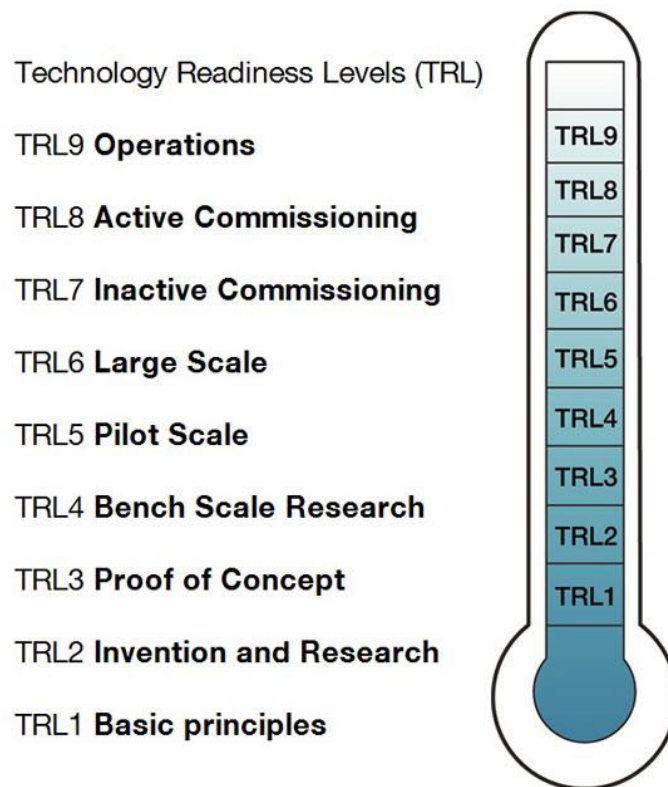 Technology Readiness Levels (TRL)
TRL9 Operations
TRL8 Active Commissioning
TRL7 Inactive Commissioning
TRL6 Large Scale
TRL5 Pilot Scale
TRL4 Bench Scale Research
TRL3 Proof of Concept
TRL2 Invention and Research
TRL1 Basic principles
TRL9
TRL8
TRL7
TRL6
TRL5
TRL4
TRL3
TRL2
TRL1